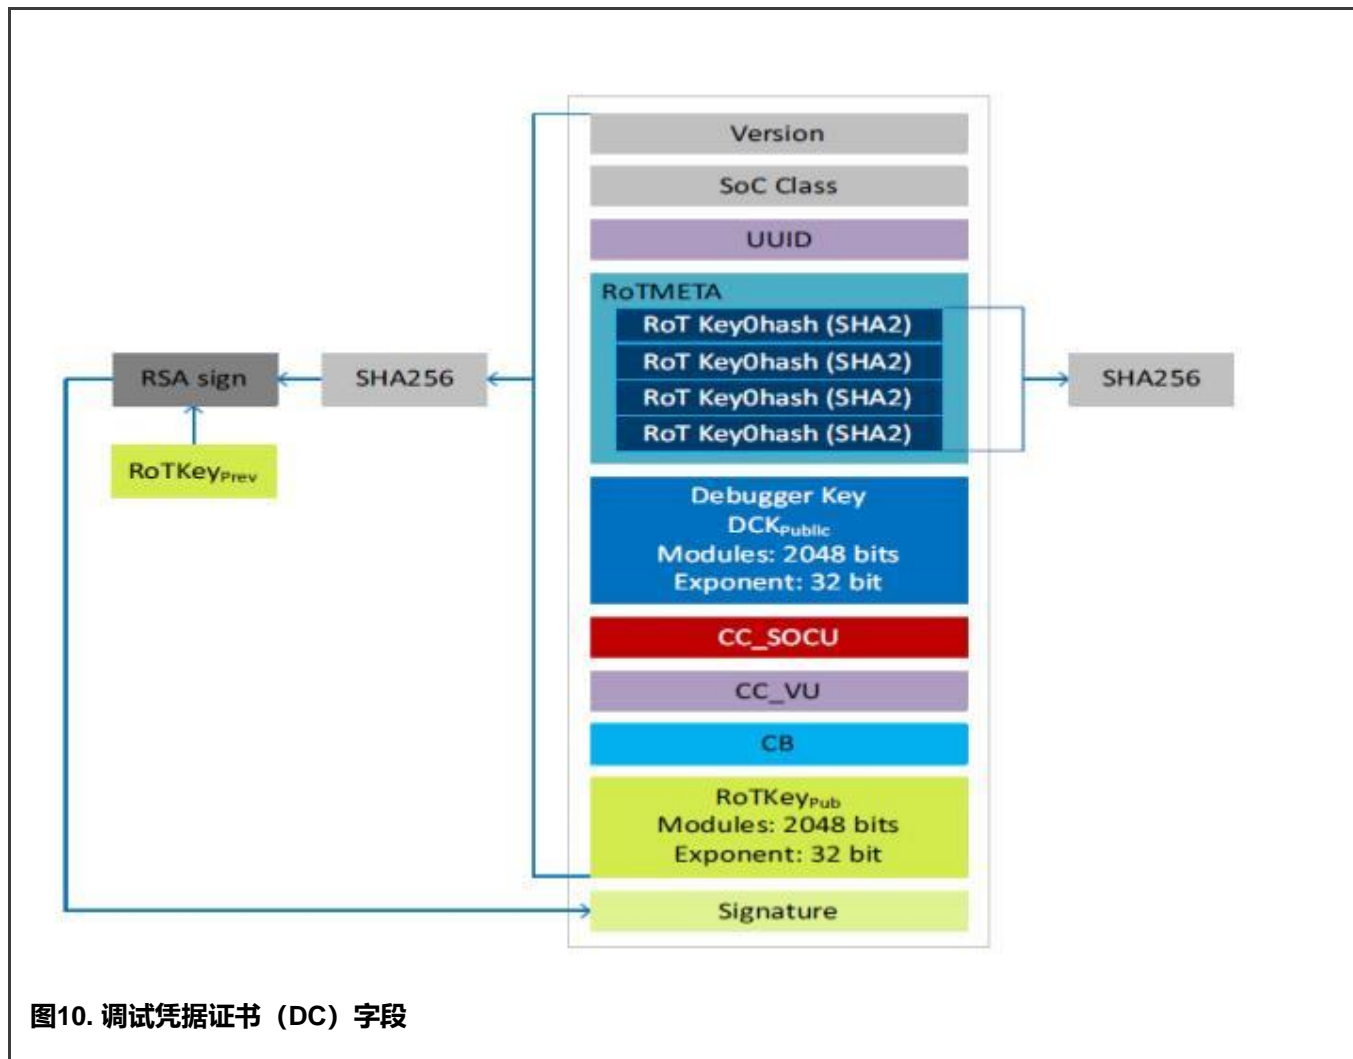 Version
SoC Class
UUID
RoTMETA
RoT Key0hash (SHA2)
RoT Key0hash (SHA2)
RoT Key0hash (SHA2)
RoT Key0hash (SHA2)
RSA sign
SHA256
SHA256
RoTKeyPrev
Debugger Key
DCKPublic
Modules: 2048 bits
Exponent: 32 bit
CC_SOCU
CC_VU
CB
RoTKeyPub
Modules: 2048 bits
Exponent: 32 bit
Signature
图10. 调试凭据证书（DC）字段